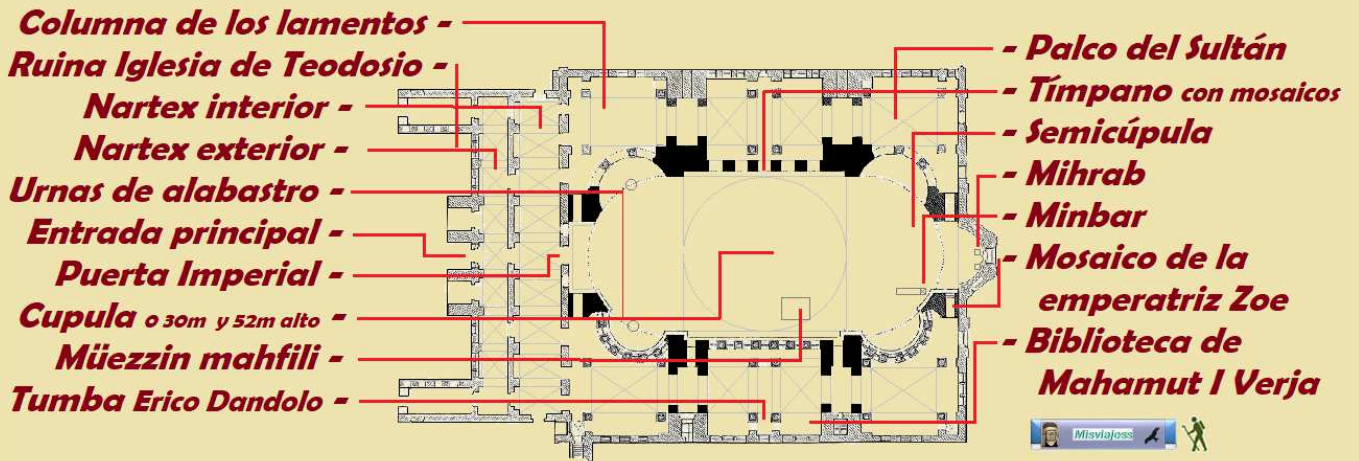 Columna de los lamentos -
Ruina Iglesia de Teodosio -
Nartex interior -
Nartex exterior -
Urnas de alabastro -
Entrada principal -
Puerta Imperial -
Cupula o 30m y 52m alto -
Müezzin mahfili -
Tumba Erico Dandolo -
- Palco del Sultán
- Tímpano con mosaicos
- Semicúpula
- Mihrab
- Minbar
- Mosaico de la
emperatriz Zoe
- Biblioteca de
Mahamut I Verja
Misviajess